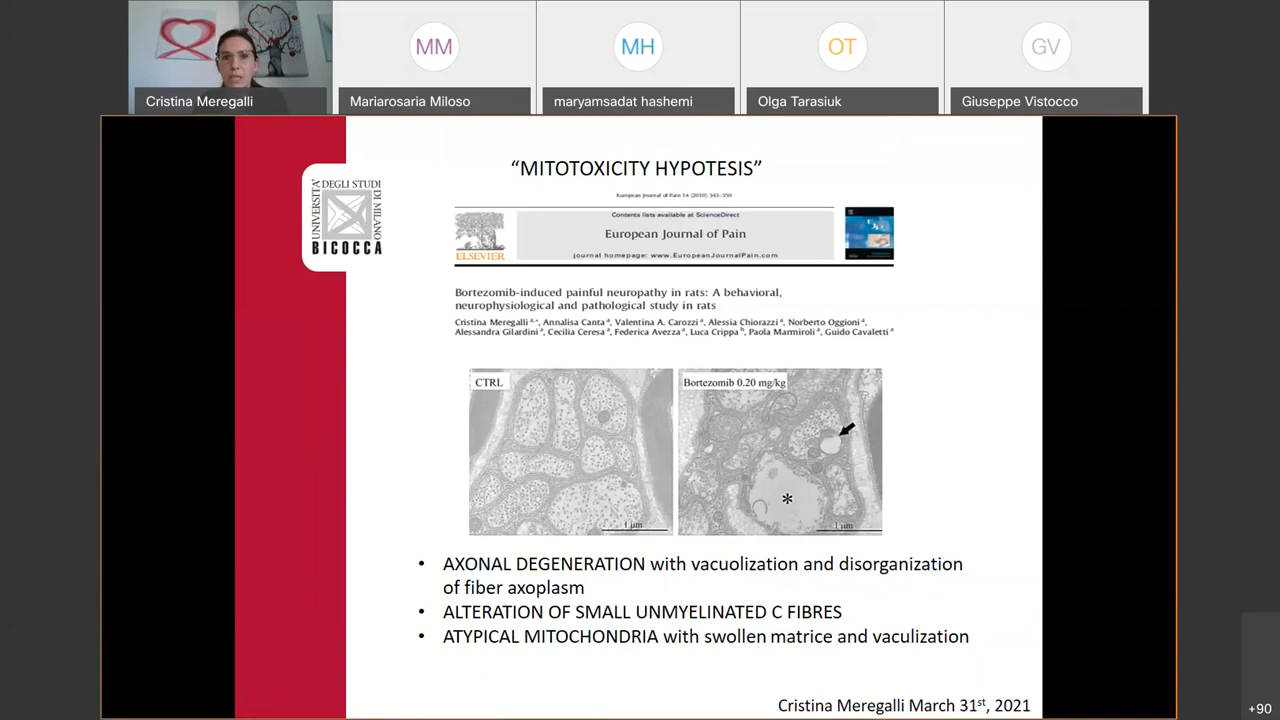 MM
MH
OT
GV
Cristina Meregalli
Mariarosaria Miloso
maryamsadat hashemi
Olga Tarasiuk
Giuseppe Vistocco
UNIVERSITA'
DEGLI STUDI
DI MILANO
BICOCCA
“MITOTOXICITY HYPOTESIS”
European Journal of Pain 14 (2010) 343–350
Contents lists available at ScienceDirect
European Journal of Pain
journal homepage: www.EuropeanJournalPain.com
ELSEVIER
Bortezomib-induced painful neuropathy in rats: A behavioral,
neurophysiological and pathological study in rats
Cristina Meregalli a,*, Annalisa Canta a, Valentina A. Carozzi a, Alessia Chiorazzi a, Norberto Oggioni a,
Alessandra Gilardini a, Cecilia Ceresa a, Federica Avezza a, Luca Crippa b, Paola Marmiroli a, Guido Cavaletti a
CTRL
1 µm
Bortezomib 0.20 mg/kg
*
1 µm
• AXONAL DEGENERATION with vacuolization and disorganization
of fiber axoplasm
• ALTERATION OF SMALL UNMYELINATED C FIBRES
• ATYPICAL MITOCHONDRIA with swollen matrice and vaculization
Cristina Meregalli March 31st, 2021
+90